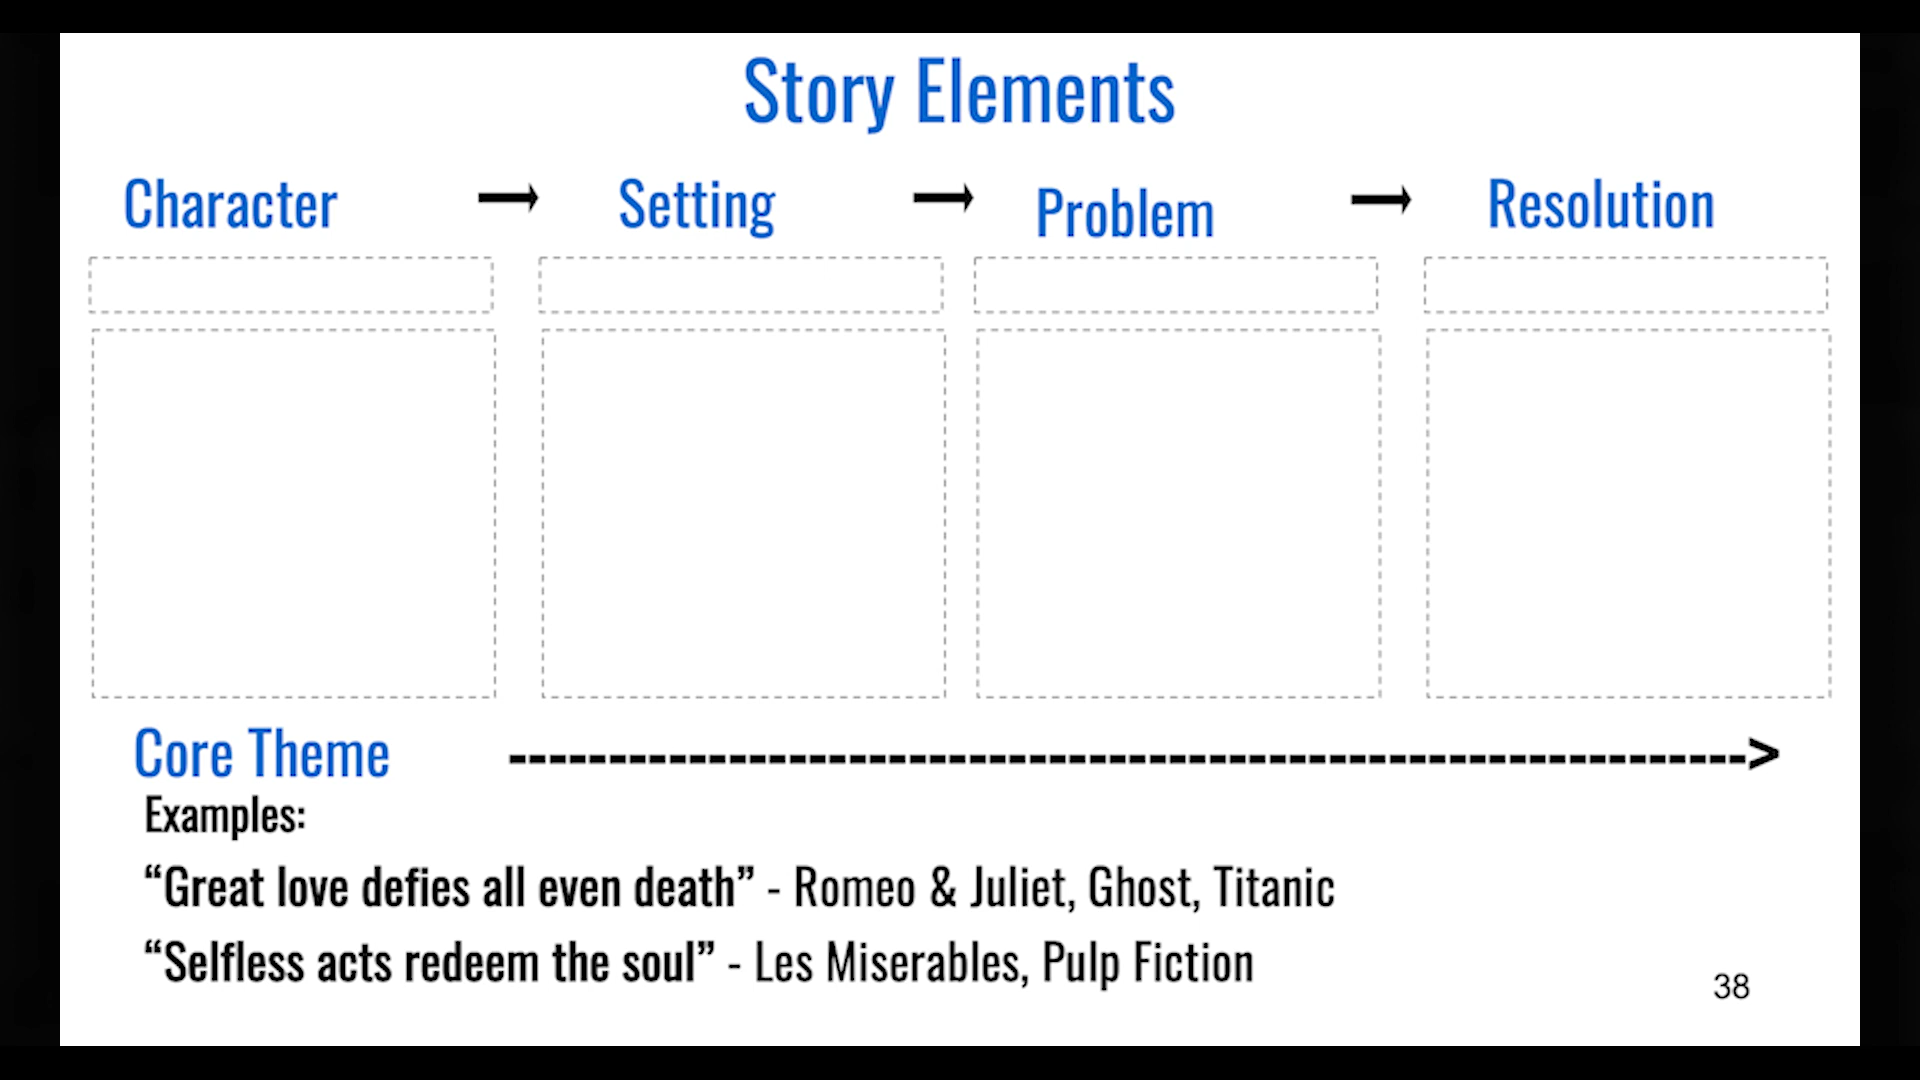 Story Elements
Character → Setting → Problem → Resolution
Core Theme -------------------------------------------------------------->
Examples:
“Great love defies all even death” - Romeo & Juliet, Ghost, Titanic
“Selfless acts redeem the soul” - Les Miserables, Pulp Fiction
38